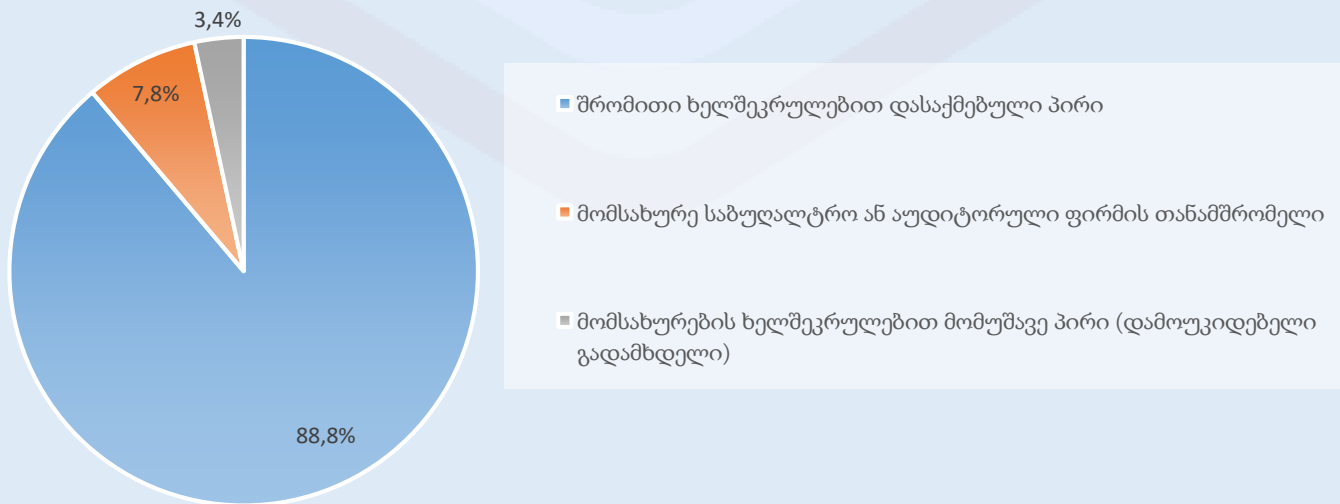 3,4%
7,8%
88,8%
შრომითი ხელშეკრულებით დასაქმებული პირი
მომსახურე საბუღალტრო ან აუდიტორული ფირმის თანამშრომელი
მომსახურების ხელშეკრულებით მომუშავე პირი (დამოუკიდებელი
გადამხდელი)